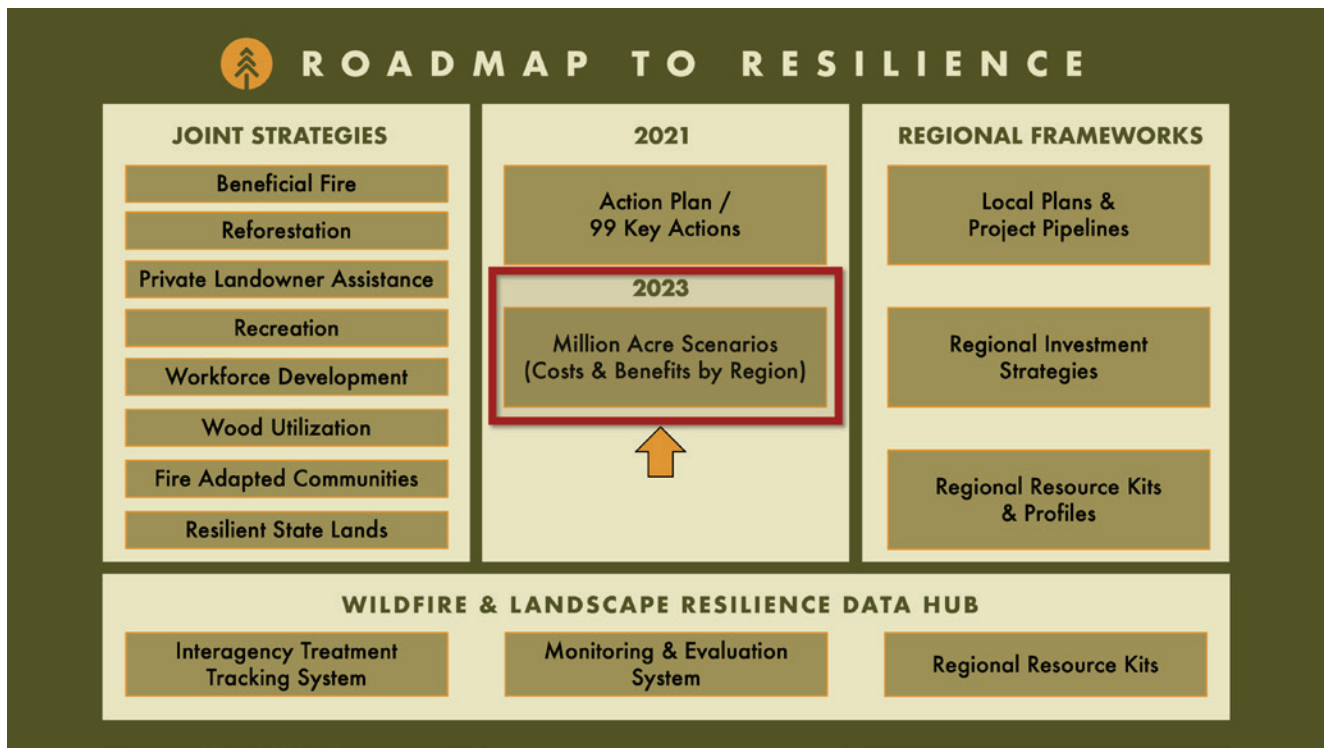 ROADMAP TO RESILIENCE
JOINT STRATEGIES
Beneficial Fire
Reforestation
Private Landowner Assistance
Recreation
Workforce Development
Wood Utilization
Fire Adapted Communities
Resilient State Lands
2021
Action Plan /
99 Key Actions
2023
Million Acre Scenarios
(Costs & Benefits by Region)
REGIONAL FRAMEWORKS
Local Plans &
Project Pipelines
Regional Investment
Strategies
Regional Resource Kits
& Profiles
WILDFIRE & LANDSCAPE RESILIENCE DATA HUB
Interagency Treatment
Tracking System
Monitoring & Evaluation
System
Regional Resource Kits